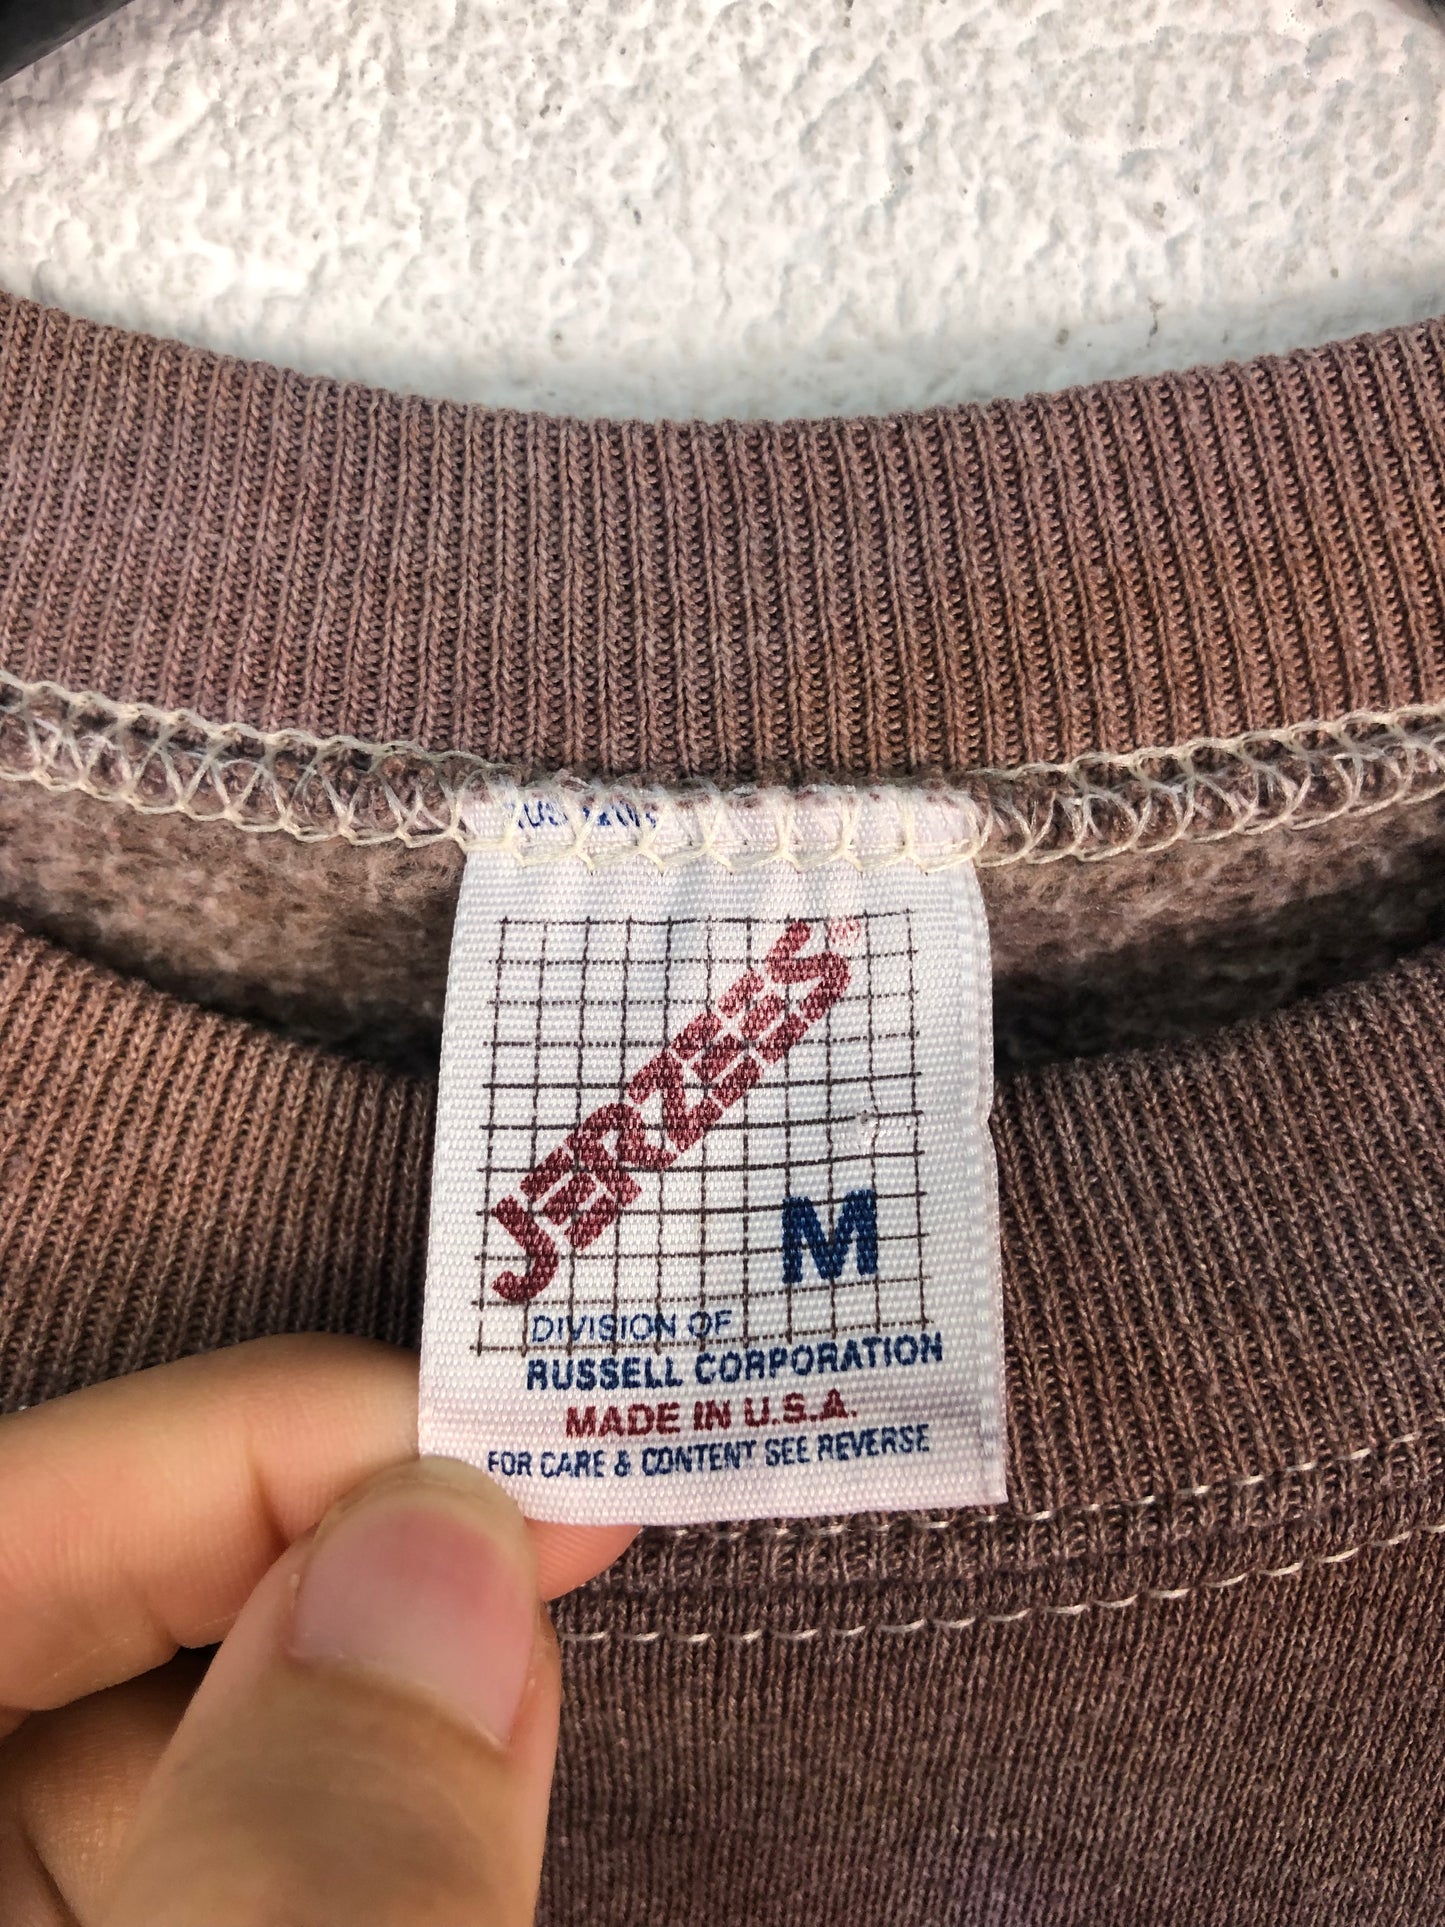 JERZEES®
M
DIVISION OF
RUSSELL CORPORATION
MADE IN U.S.A.
FOR CARE & CONTENT SEE REVERSE